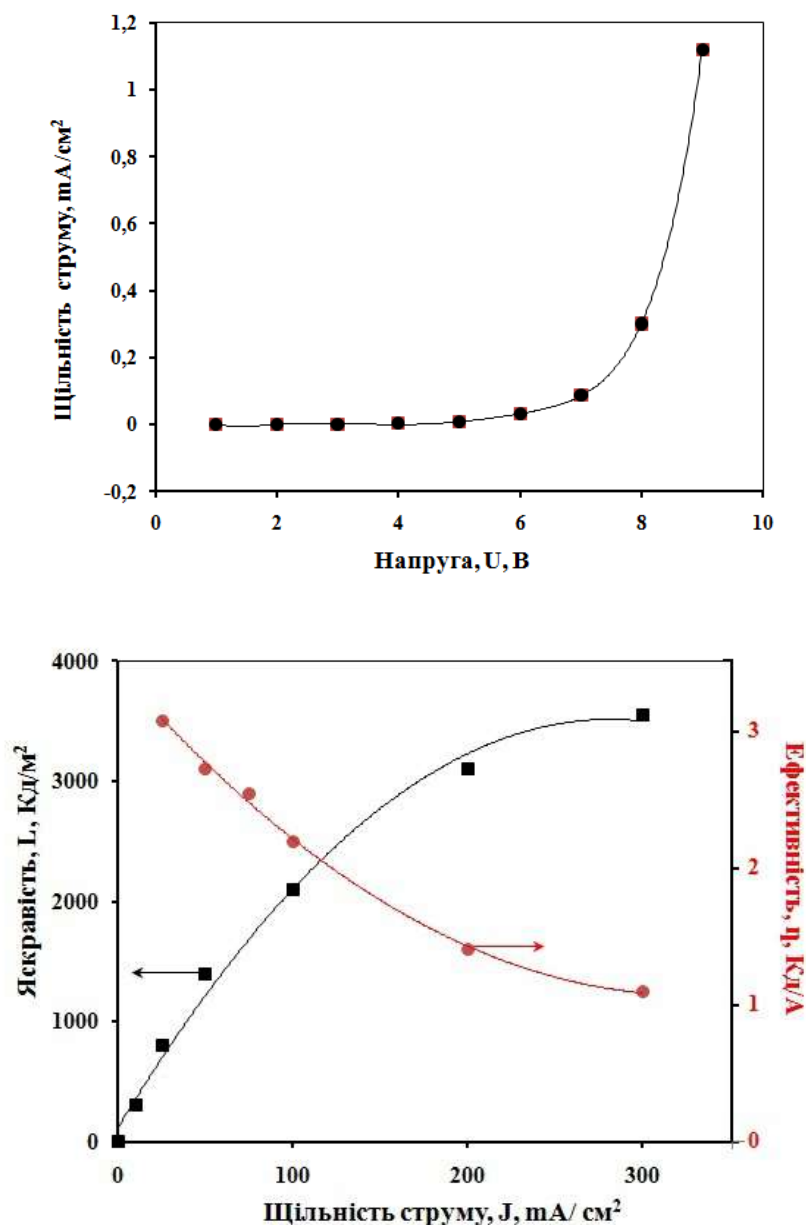 1,2
1
0,8
0,6
0,4
0,2
0
-0,2
Щільність струму, mA/см²
0 2 4 6 8 10
Напруга, U, В
4000
3000
2000
1000
0
Яскравість, L, Кд/м²
3
2
1
0
Ефективність, η, Кд/А
0 100 200 300
Щільність струму, J, mA/ см²